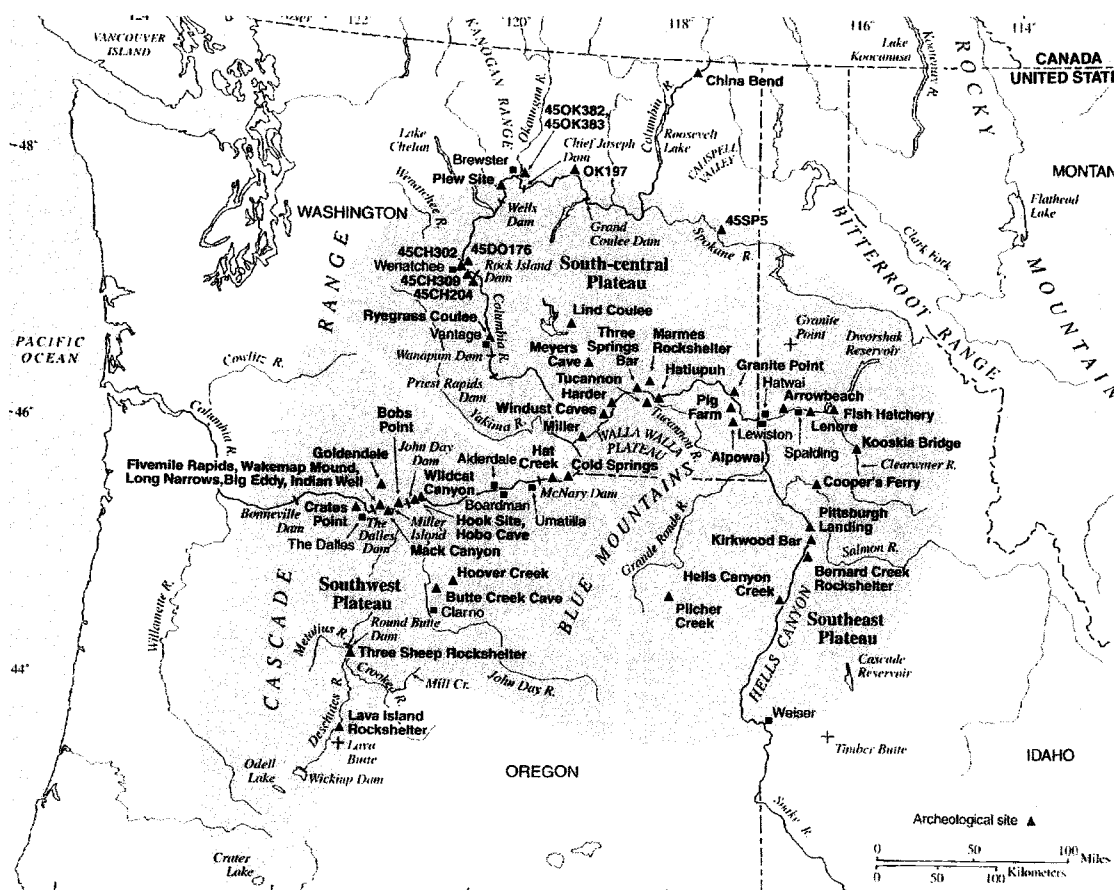 122
120
118
116
114
VANCOUVER
ISLAND
OKANOGAN RANGE
Okanogan R.
Lake
Koocanusa
Kootenay R.
ROCKY
MOUNTAIN
CANADA
UNITED STATE
China Bend
45OK382,
45OK383
Columbia R.
Roosevelt
Lake
CALISPELL
VALLEY
48°
Lake
Chelan
Brewster
Chief Joseph
Dam
OK197
Plew Site
Wells
Dam
Wenatchee R.
WASHINGTON
Grand
Coulee Dam
45SP5
Spokane R.
MONTAN
Flathead
Lake
BITTERROOT RANGE
Clark Fork
45CH302
45DO176
Wenatchee
Rock Island
Dam
45CH309
45CH204
South-central
Plateau
RANGE
Ryegrass Coulee
Vantage
Columbia R.
Lind Coulee
PACIFIC
OCEAN
Cowlitz R.
Wanapum Dam
Meyers
Cave
Three
Springs
Bar
Marmes
Rockshelter
Granite
Point
Dworshak
Reservoir
Priest Rapids
Dam
Tucannon
Hatiupuh
Granite Point
Harder
Hatwai
Arrowbeach
46°
Columbia R.
Bobs
Point
Yakima R.
Windust Caves
Tucannon R.
Pig
Farm
Fish Hatchery
Lenore
Miller
WALLA WALLA
PLATEAU
Lewiston
Kooskia Bridge
Goldendale
John Day
Dam
Alderdale
Hat
Creek
Cold Springs
Alpowai
Spalding
Clearwater R.
Fivemile Rapids, Wakemap Mound,
Long Narrows, Big Eddy, Indian Well
Wildcat
Canyon
McNary Dam
Cooper's Ferry
Bonneville
Dam
Crates
Point
The
Dalles
Dam
Miller
Island
Boardman
Umatilla
Pittsburgh
Landing
The Dalles
Hook Site,
Hobo Cave
Grande Ronde R.
Kirkwood Bar
Salmon R.
Mack Canyon
BLUE MOUNTAINS
Bernard Creek
Rockshelter
Willamette R.
CASCADE
Southwest
Plateau
Hoover Creek
Hells Canyon
Creek
Butte Creek Cave
Pilcher
Creek
Southeast
Plateau
Clarno
Round Butte
Dam
Metolius R.
HELLS CANYON
44°
Three Sheep Rockshelter
Cascade
Reservoir
Crooked R.
Mill Cr.
John Day R.
Deschutes R.
Weiser
Lava Island
Rockshelter
Lava
Butte
Timber Butte
Odell
Lake
Wickiup Dam
OREGON
IDAHO
Snake R.
Archeological site
Crater
Lake
0 50 100
Miles
0 50 100
Kilometers